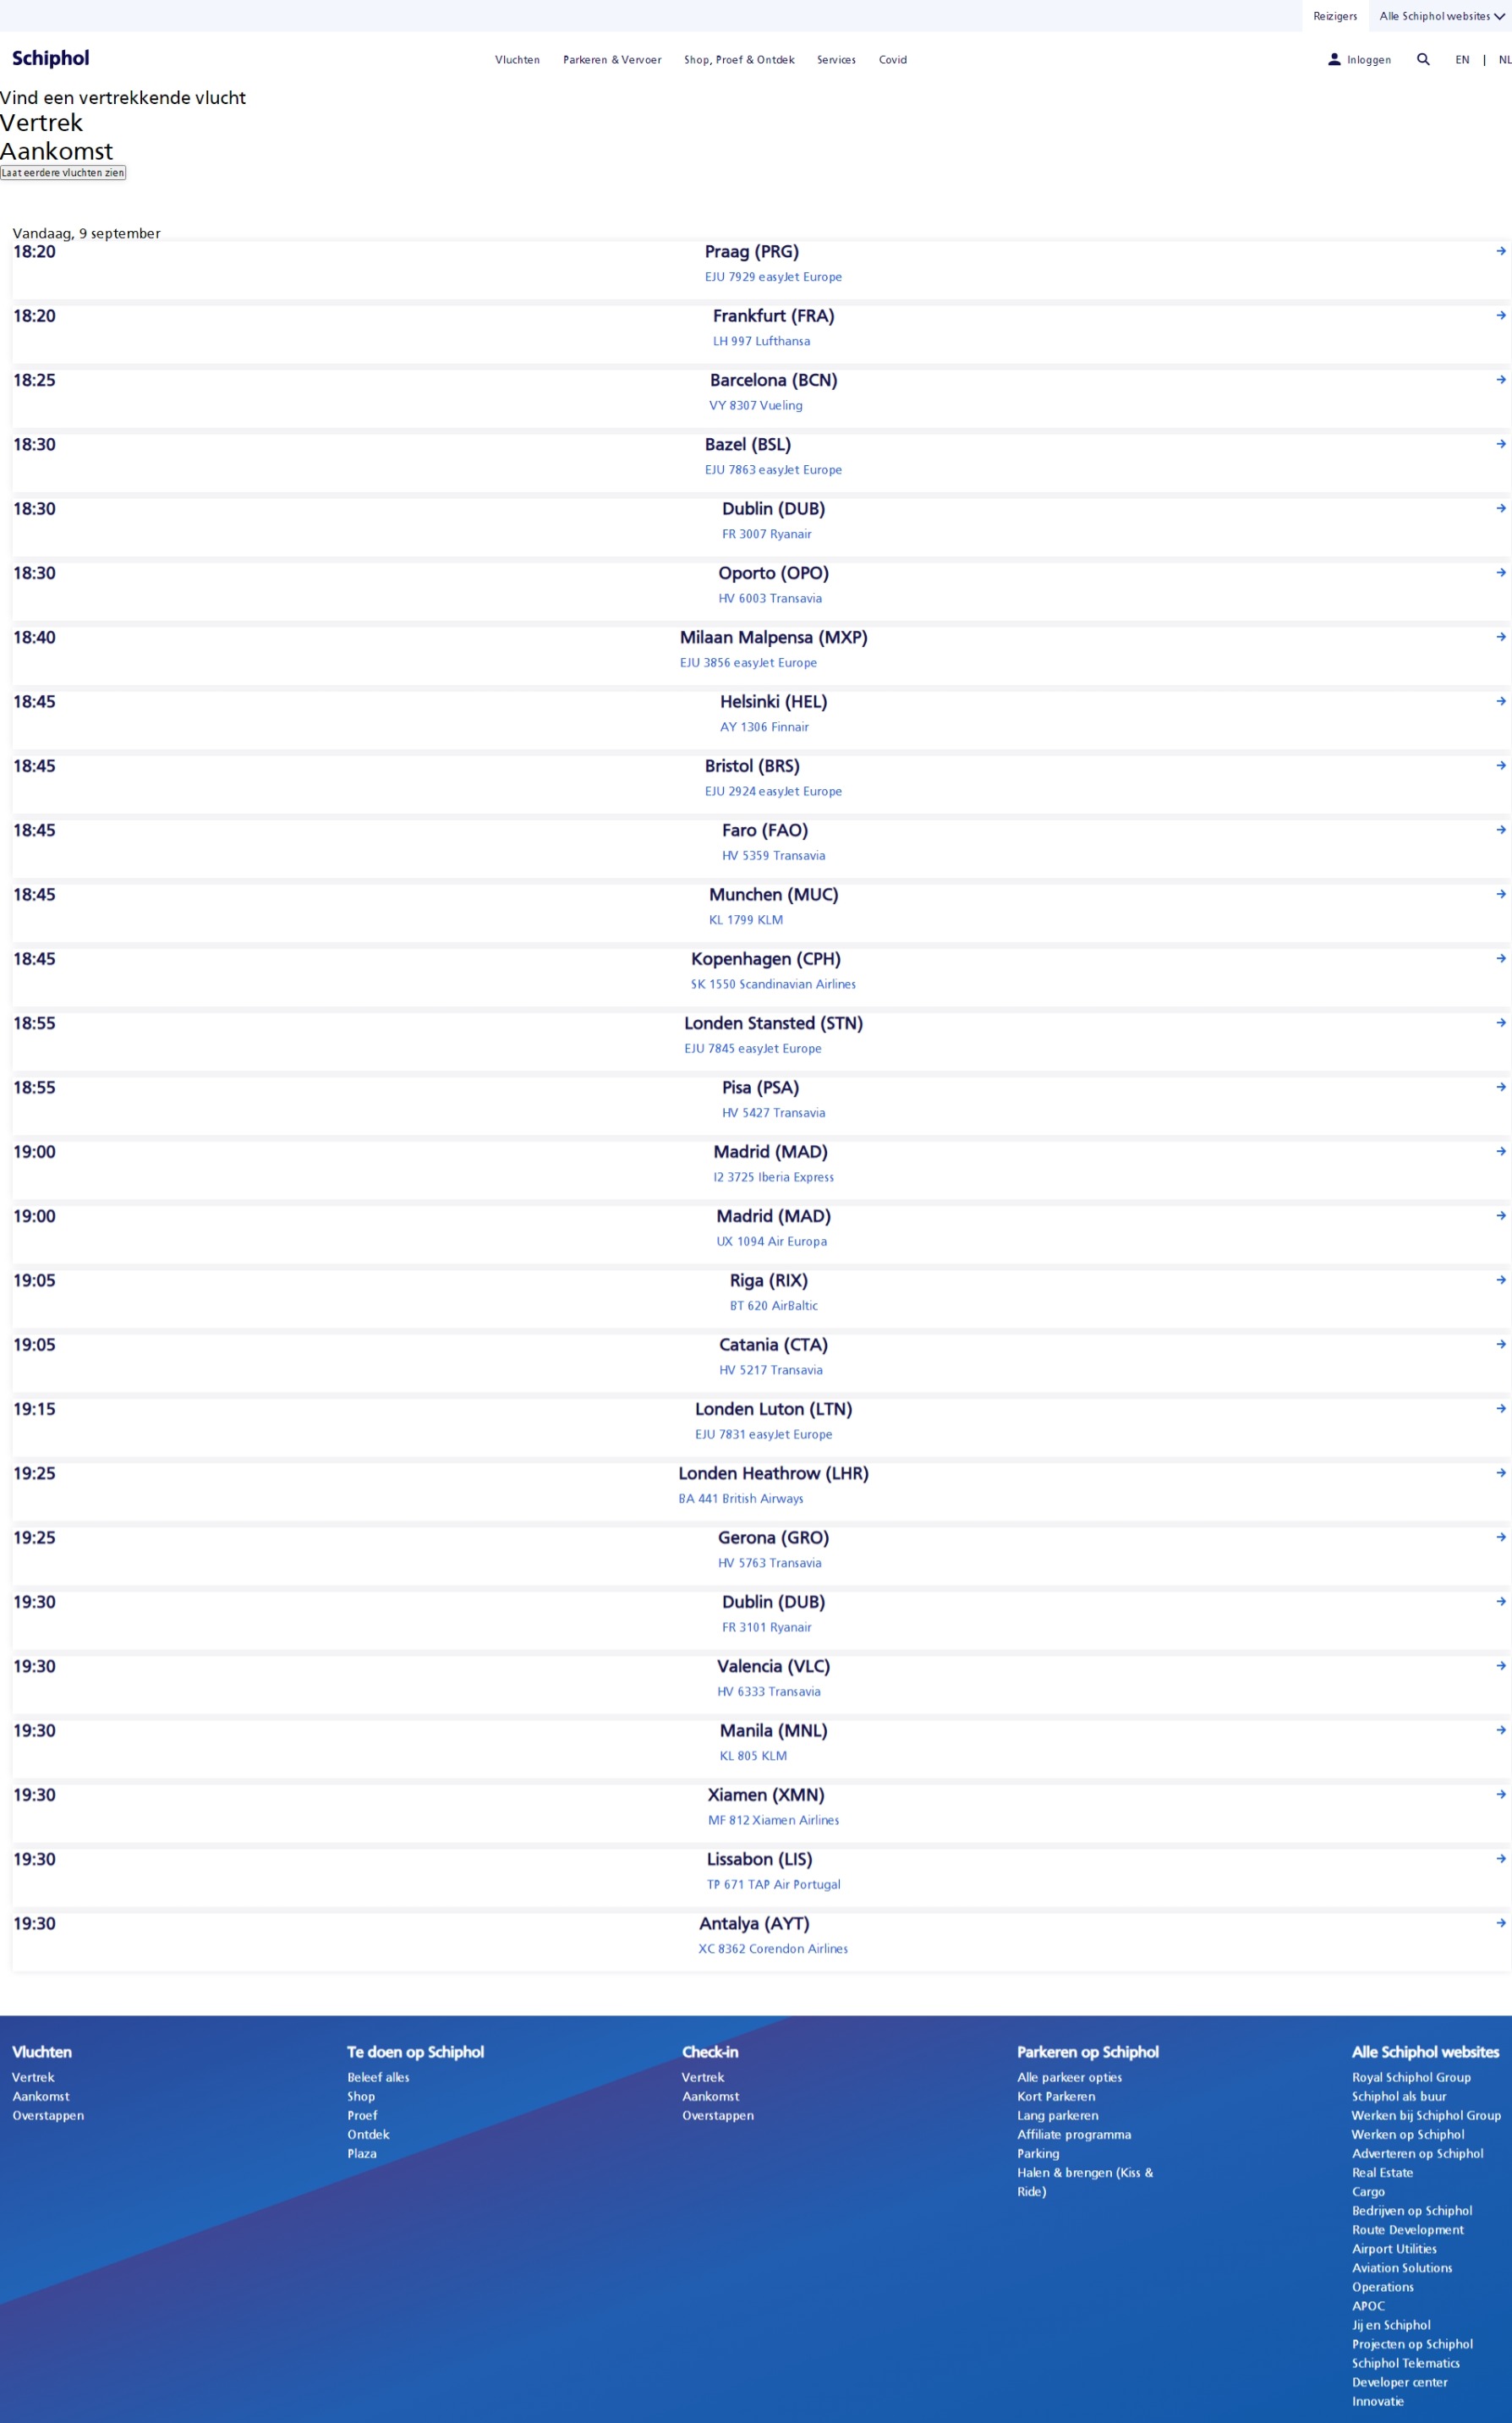 Reizigers Alle Schiphol websites
Schiphol Vluchten Parkeren & Vervoer Shop, Proef & Ontdek Services Covid Inloggen EN | NL
Vind een vertrekkende vlucht
Vertrek
Aankomst
Laat eerdere vluchten zien
Vandaag, 9 september
18:20 Praag (PRG)
EJU 7929 easyJet Europe
18:20 Frankfurt (FRA)
LH 997 Lufthansa
18:25 Barcelona (BCN)
VY 8307 Vueling
18:30 Bazel (BSL)
EJU 7863 easyJet Europe
18:30 Dublin (DUB)
FR 3007 Ryanair
18:30 Oporto (OPO)
HV 6003 Transavia
18:40 Milaan Malpensa (MXP)
EJU 3856 easyJet Europe
18:45 Helsinki (HEL)
AY 1306 Finnair
18:45 Bristol (BRS)
EJU 2924 easyJet Europe
18:45 Faro (FAO)
HV 5359 Transavia
18:45 Munchen (MUC)
KL 1799 KLM
18:45 Kopenhagen (CPH)
SK 1550 Scandinavian Airlines
18:55 Londen Stansted (STN)
EJU 7845 easyJet Europe
18:55 Pisa (PSA)
HV 5427 Transavia
19:00 Madrid (MAD)
I2 3725 Iberia Express
19:00 Madrid (MAD)
UX 1094 Air Europa
19:05 Riga (RIX)
BT 620 AirBaltic
19:05 Catania (CTA)
HV 5217 Transavia
19:15 Londen Luton (LTN)
EJU 7831 easyJet Europe
19:25 Londen Heathrow (LHR)
BA 441 British Airways
19:25 Gerona (GRO)
HV 5763 Transavia
19:30 Dublin (DUB)
FR 3101 Ryanair
19:30 Valencia (VLC)
HV 6333 Transavia
19:30 Manila (MNL)
KL 805 KLM
19:30 Xiamen (XMN)
MF 812 Xiamen Airlines
19:30 Lissabon (LIS)
TP 671 TAP Air Portugal
19:30 Antalya (AYT)
XC 8362 Corendon Airlines
Vluchten
Vertrek
Aankomst
Overstappen
Te doen op Schiphol
Beleef alles
Shop
Proef
Ontdek
Plaza
Check-in
Vertrek
Aankomst
Overstappen
Parkeren op Schiphol
Alle parkeer opties
Kort Parkeren
Lang parkeren
Affiliate programma
Parking
Halen & brengen (Kiss &
Ride)
Alle Schiphol websites
Royal Schiphol Group
Schiphol als buur
Werken bij Schiphol Group
Werken op Schiphol
Adverteren op Schiphol
Real Estate
Cargo
Bedrijven op Schiphol
Route Development
Airport Utilities
Aviation Solutions
Operations
APOC
Jij en Schiphol
Projecten op Schiphol
Schiphol Telematics
Developer center
Innovatie